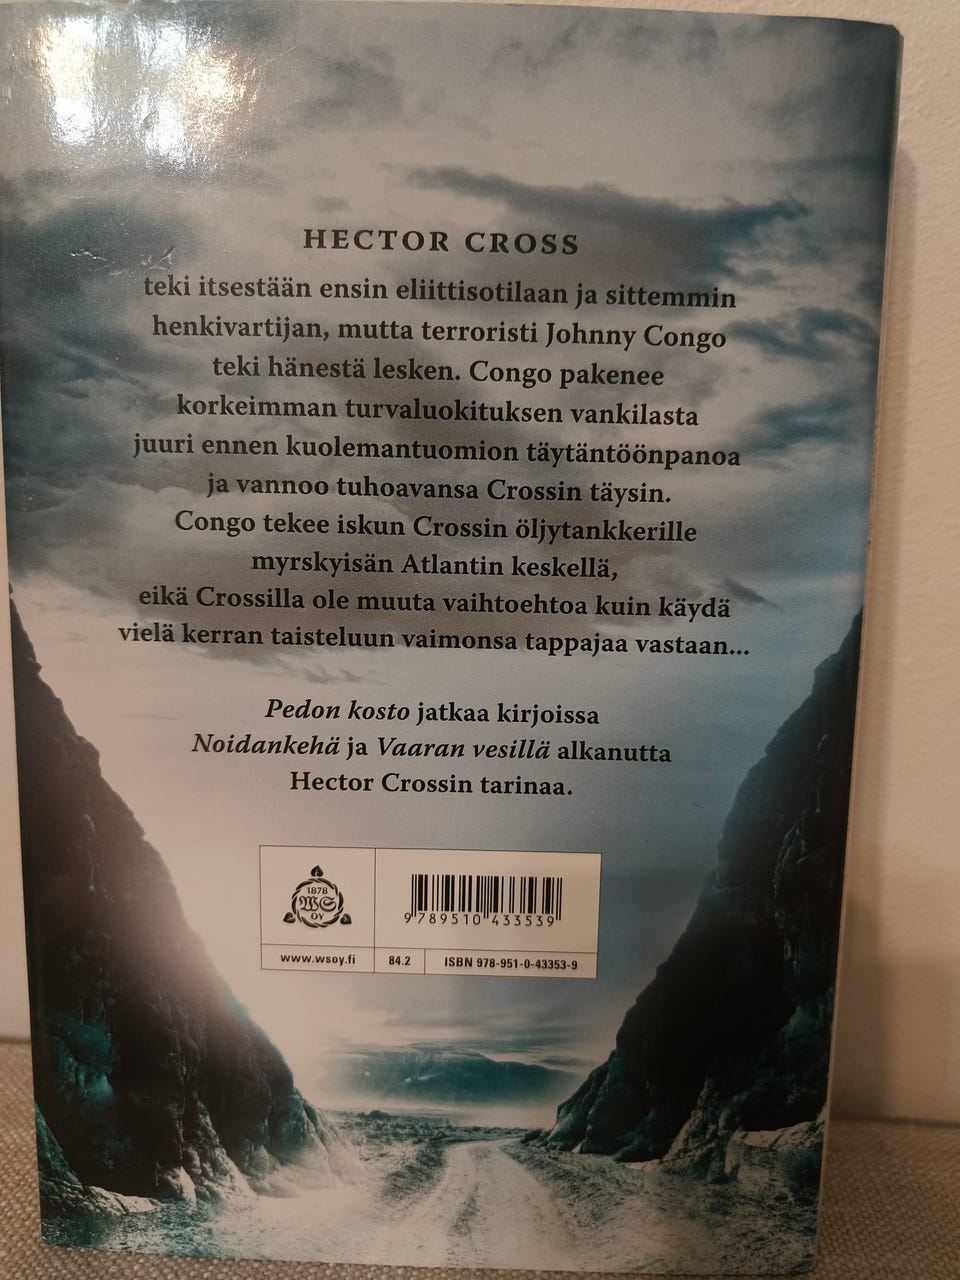 HECTOR CROSS
teki itsestään ensin eliittisotilaan ja sittemmin
henkivartijan, mutta terroristi Johnny Congo
teki hänestä lesken. Congo pakenee
korkeimman turvaluokituksen vankilasta
juuri ennen kuolemantuomion täytäntöönpanoa
ja vannoo tuhoavansa Crossin täysin.
Congo tekee iskun Crossin öljytankkerille
myrskyisän Atlantin keskellä,
eikä Crossilla ole muuta vaihtoehtoa kuin käydä
vielä kerran taisteluun vaimonsa tappajaa vastaan...
Pedon kosto jatkaa kirjoissa
Noidankehä ja Vaaran vesillä alkanutta
Hector Crossin tarinaa.
1878
WS
OY
9 789510 433539
www.wsoy.fi
84.2
ISBN 978-951-0-43353-9